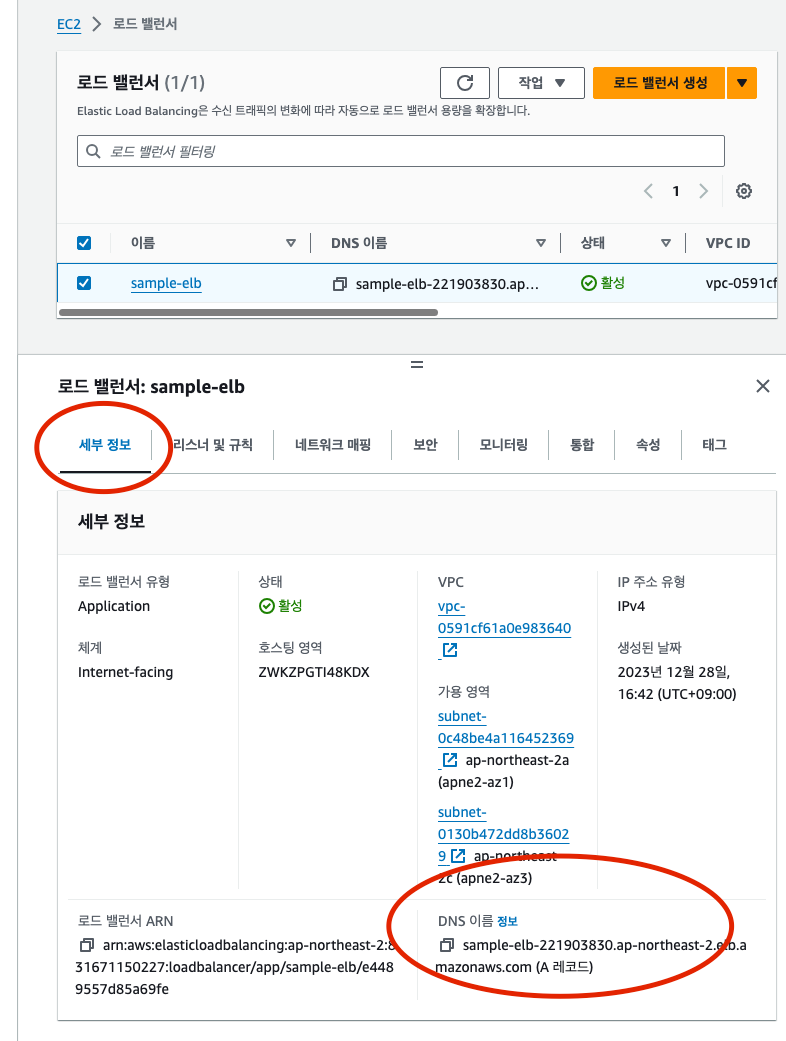 EC2 > 로드 밸런서
로드 밸런서 (1/1)
작업
로드 밸런서 생성
Elastic Load Balancing은 수신 트래픽의 변화에 따라 자동으로 로드 밸런서 용량을 확장합니다.
로드 밸런서 필터링
1
이름
DNS 이름
상태
VPC ID
sample-elb
sample-elb-221903830.ap...
활성
vpc-0591cf
로드 밸런서: sample-elb
세부 정보
리스너 및 규칙
네트워크 매핑
보안
모니터링
통합
속성
태그
세부 정보
로드 밸런서 유형
Application
체계
Internet-facing
상태
활성
호스팅 영역
ZWKZPGTI48KDX
VPC
vpc-
0591cf61a0e983640
가용 영역
subnet-
0c48be4a116452369
ap-northeast-2a
(apne2-az1)
subnet-
0130b472dd8b3602
9 ap-northeast-
2c (apne2-az3)
IP 주소 유형
IPv4
생성된 날짜
2023년 12월 28일,
16:42 (UTC+09:00)
로드 밸런서 ARN
arn:aws:elasticloadbalancing:ap-northeast-2:8
31671150227:loadbalancer/app/sample-elb/e448
9557d85a69fe
DNS 이름 정보
sample-elb-221903830.ap-northeast-2.elb.a
mazonaws.com (A 레코드)